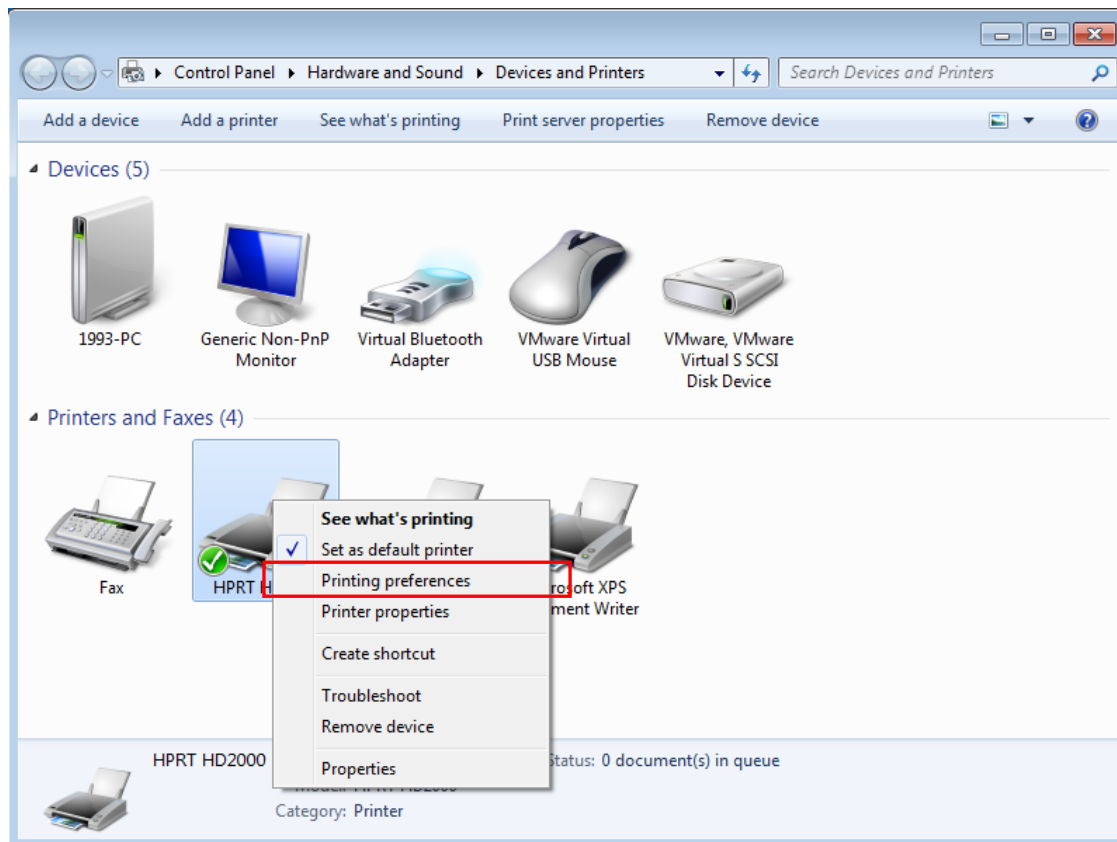 Control Panel ▸ Hardware and Sound ▸ Devices and Printers
Search Devices and Printers
Add a device Add a printer See what's printing Print server properties Remove device
Devices (5)
1993-PC
Generic Non-PnP
Monitor
Virtual Bluetooth
Adapter
VMware Virtual
USB Mouse
VMware, VMware
Virtual S SCSI
Disk Device
Printers and Faxes (4)
Fax
HPRT H
rosoft XPS
ment Writer
See what's printing
Set as default printer
Printing preferences
Printer properties
Create shortcut
Troubleshoot
Remove device
Properties
HPRT HD2000
Status: 0 document(s) in queue
Category: Printer